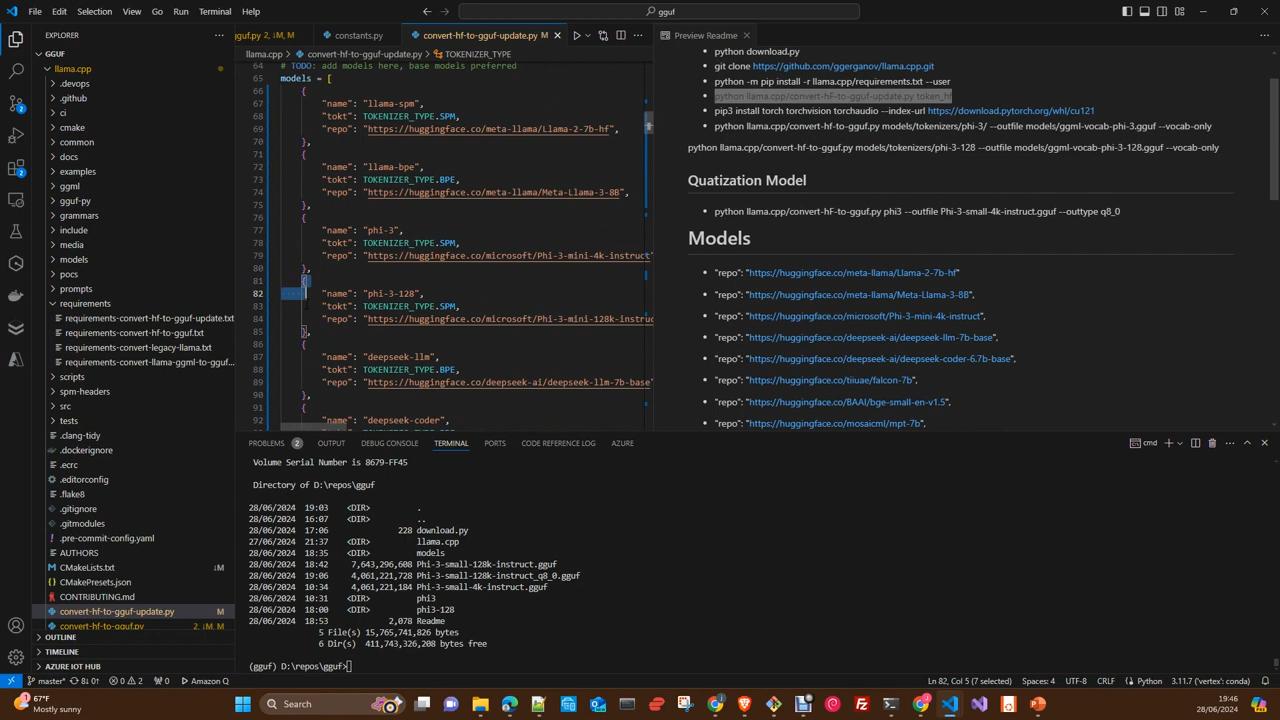 File Edit Selection View Go Run Terminal Help
gguf
EXPLORER
gguf.py 2, ↓M, M
constants.py
convert-hf-to-gguf-update.py M
Preview Readme
GGUF
llama.cpp > convert-hf-to-gguf-update.py > TOKENIZER_TYPE
llama.cpp
.devops
.github
ci
cmake
common
docs
examples
ggml
gguf-py
grammars
include
media
models
pocs
prompts
requirements
requirements-convert-hf-to-gguf-update.txt
requirements-convert-hf-to-gguf.txt
requirements-convert-legacy-llama.txt
requirements-convert-llama-ggml-to-gguf...
scripts
spm-headers
src
tests
.clang-tidy
.dockerignore
.ecrc
.editorconfig
.flake8
.gitignore
.gitmodules
.pre-commit-config.yaml
AUTHORS
CMakeLists.txt ↓M
CMakePresets.json
CONTRIBUTING.md
convert-hf-to-gguf-update.py M
convert-hf-to-gguf.py 2, ↓M, M
OUTLINE
TIMELINE
AZURE IOT HUB
64 # TODO: add models here, base models preferred
65 models = [
66 {
67 "name": "llama-spm",
68 "tokt": TOKENIZER_TYPE.SPM,
69 "repo": "https://huggingface.co/meta-llama/Llama-2-7b-hf",
70 },
71 {
72 "name": "llama-bpe",
73 "tokt": TOKENIZER_TYPE.BPE,
74 "repo": "https://huggingface.co/meta-llama/Meta-Llama-3-8B",
75 },
76 {
77 "name": "phi-3",
78 "tokt": TOKENIZER_TYPE.SPM,
79 "repo": "https://huggingface.co/microsoft/Phi-3-mini-4k-instruct"
80 },
81 {
82 "name": "phi-3-128",
83 "tokt": TOKENIZER_TYPE.SPM,
84 "repo": "https://huggingface.co/microsoft/Phi-3-mini-128k-instruc
85 },
86 {
87 "name": "deepseek-llm",
88 "tokt": TOKENIZER_TYPE.BPE,
89 "repo": "https://huggingface.co/deepseek-ai/deepseek-llm-7b-base"
90 },
91 {
92 "name": "deepseek-coder",
python download.py
git clone https://github.com/ggerganov/llama.cpp.git
python -m pip install -r llama.cpp/requirements.txt --user
python llama.cpp/convert-hF-to-gguf-update.py token_hf
pip3 install torch torchvision torchaudio --index-url https://download.pytorch.org/whl/cu121
python llama.cpp/convert-hf-to-gguf.py models/tokenizers/phi-3/ --outfile models/ggml-vocab-phi-3.gguf --vocab-only
python llama.cpp/convert-hf-to-gguf.py models/tokenizers/phi-3-128 --outfile models/ggml-vocab-phi-3-128.gguf --vocab-only
Quatization Model
python llama.cpp/convert-hF-to-gguf.py phi3 --outfile Phi-3-small-4k-instruct.gguf --outtype q8_0
Models
"repo": "https://huggingface.co/meta-llama/Llama-2-7b-hf"
"repo": "https://huggingface.co/meta-llama/Meta-Llama-3-8B",
"repo": "https://huggingface.co/microsoft/Phi-3-mini-4k-instruct",
"repo": "https://huggingface.co/deepseek-ai/deepseek-llm-7b-base"
"repo": "https://huggingface.co/deepseek-ai/deepseek-coder-6.7b-base",
"repo": "https://huggingface.co/tiiuae/falcon-7b",
"repo": "https://huggingface.co/BAAI/bge-small-en-v1.5",
"repo": "https://huggingface.co/mosaicml/mpt-7b",
PROBLEMS 2 OUTPUT DEBUG CONSOLE TERMINAL PORTS CODE REFERENCE LOG AZURE
cmd
Volume Serial Number is 8679-FF45
Directory of D:\repos\gguf
28/06/2024 19:03 <DIR> .
28/06/2024 16:07 <DIR> ..
28/06/2024 17:06 228 download.py
27/06/2024 21:37 <DIR> llama.cpp
28/06/2024 18:35 <DIR> models
28/06/2024 18:42 7,643,296,608 Phi-3-small-128k-instruct.gguf
28/06/2024 19:03 4,061,221,728 Phi-3-small-128k-instruct_q8_0.gguf
28/06/2024 10:34 4,061,221,184 Phi-3-small-4k-instruct.gguf
28/06/2024 10:31 <DIR> phi3
28/06/2024 18:00 <DIR> phi3-128
28/06/2024 18:53 2,078 Readme
5 File(s) 15,765,741,826 bytes
6 Dir(s) 411,743,326,208 bytes free
(gguf) D:\repos\gguf>
master* 8↓ 0↑ 0 2 0 Amazon Q
Ln 82, Col 5 (7 selected) Spaces: 4 UTF-8 CRLF Python 3.11.7 ('vertex': conda)
67°F
Mostly sunny
Search
19:46
28/06/2024